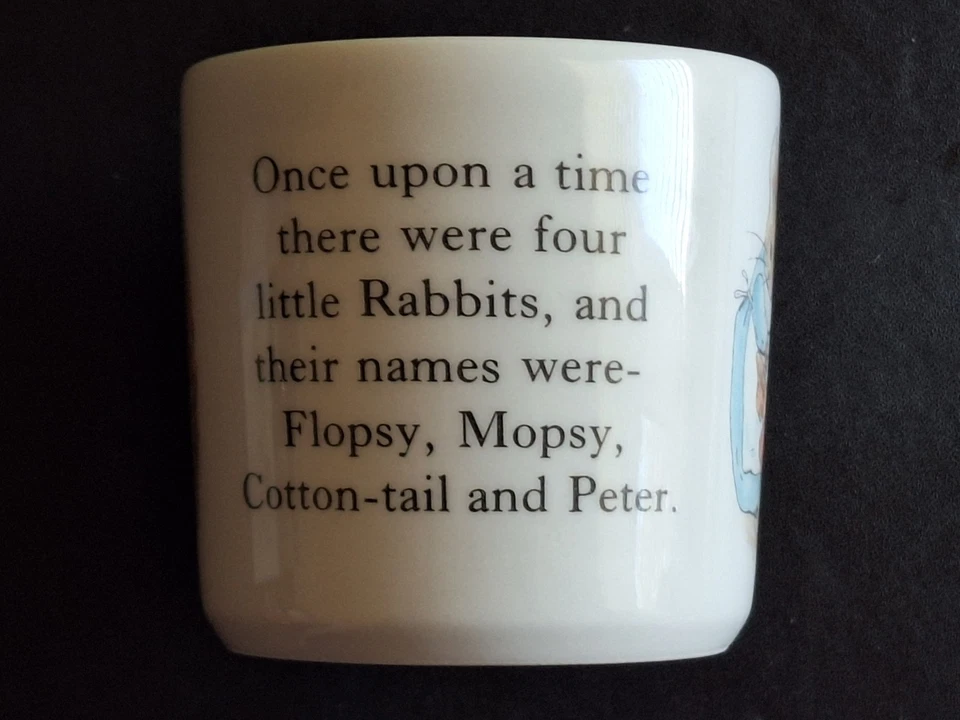 Once upon a time
there were four
little Rabbits, and
their names were-
Flopsy, Mopsy,
Cotton-tail and Peter.